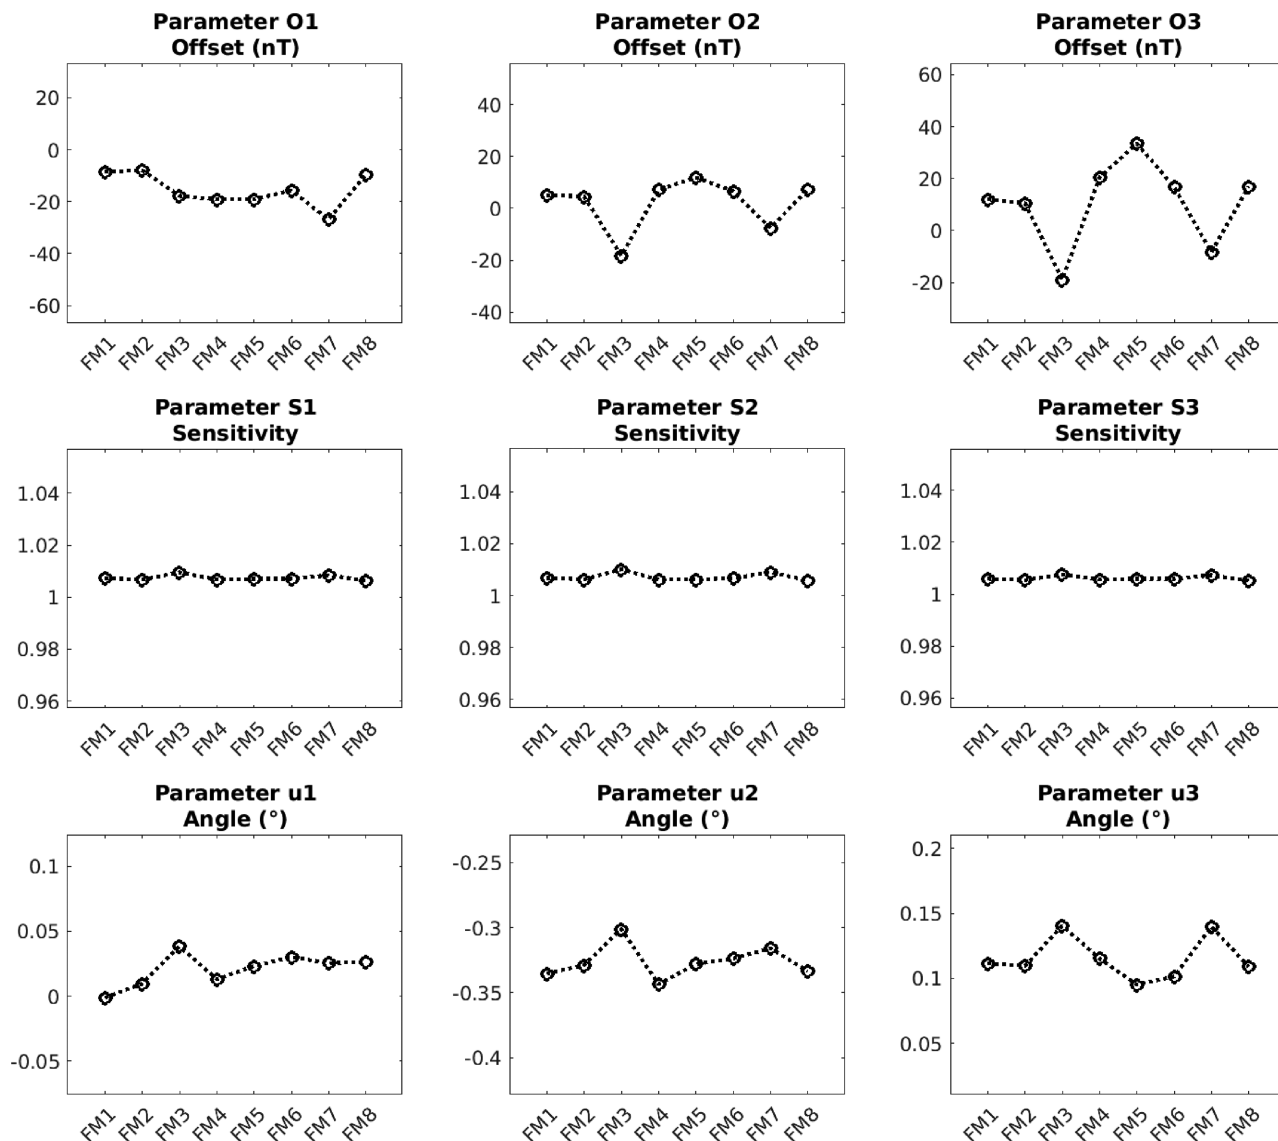 Parameter O1
Offset (nT)
20
0
-20
-40
-60
FM1 FM2 FM3 FM4 FM5 FM6 FM7 FM8
Parameter O2
Offset (nT)
40
20
0
-20
-40
FM1 FM2 FM3 FM4 FM5 FM6 FM7 FM8
Parameter O3
Offset (nT)
60
40
20
0
-20
FM1 FM2 FM3 FM4 FM5 FM6 FM7 FM8
Parameter S1
Sensitivity
1.04
1.02
1
0.98
0.96
FM1 FM2 FM3 FM4 FM5 FM6 FM7 FM8
Parameter S2
Sensitivity
1.04
1.02
1
0.98
0.96
FM1 FM2 FM3 FM4 FM5 FM6 FM7 FM8
Parameter S3
Sensitivity
1.04
1.02
1
0.98
0.96
FM1 FM2 FM3 FM4 FM5 FM6 FM7 FM8
Parameter u1
Angle (°)
0.1
0.05
0
-0.05
FM1 FM2 FM3 FM4 FM5 FM6 FM7 FM8
Parameter u2
Angle (°)
-0.25
-0.3
-0.35
-0.4
FM1 FM2 FM3 FM4 FM5 FM6 FM7 FM8
Parameter u3
Angle (°)
0.2
0.15
0.1
0.05
FM1 FM2 FM3 FM4 FM5 FM6 FM7 FM8